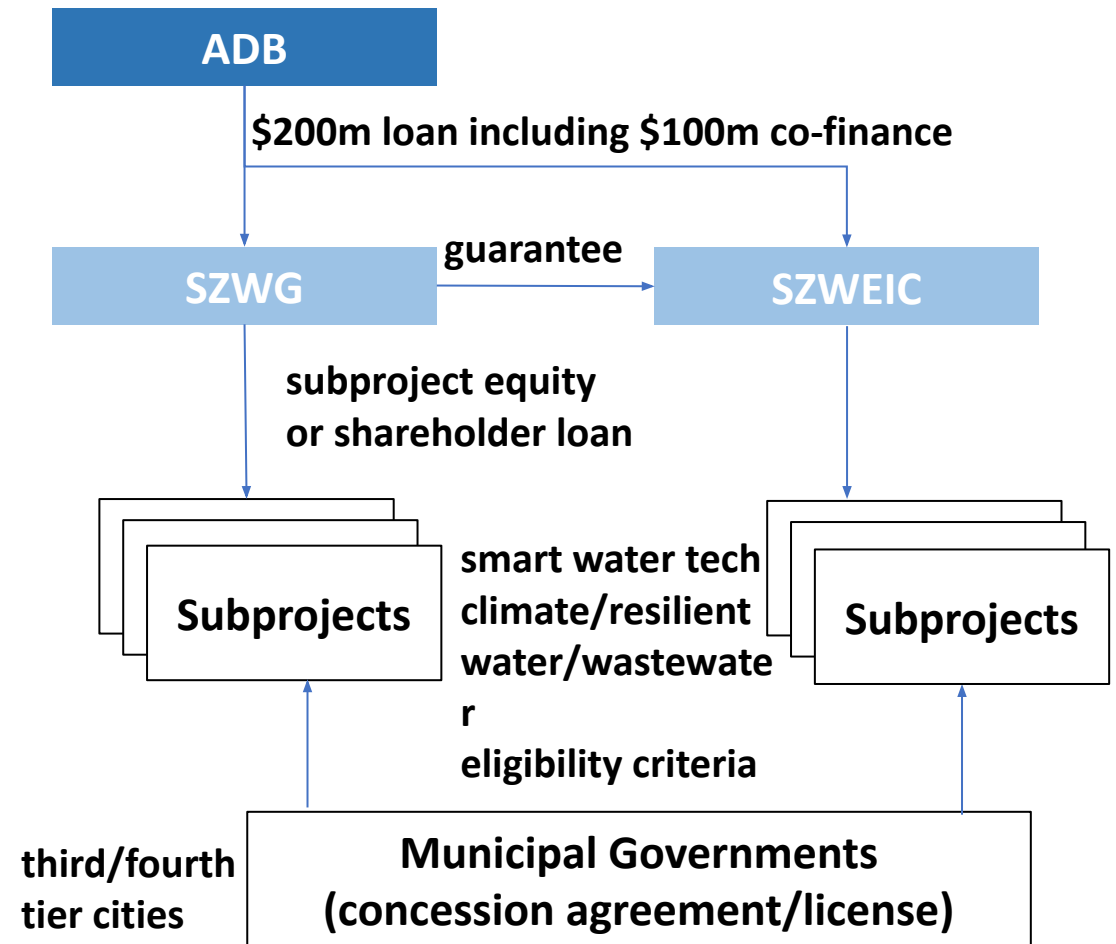 ADB
$200m loan including $100m co-finance
SZWG
guarantee
SZWEIC
subproject equity
or shareholder loan
Subprojects
smart water tech
climate/resilient
water/wastewate
r
eligibility criteria
Subprojects
third/fourth
tier cities
Municipal Governments
(concession agreement/license)